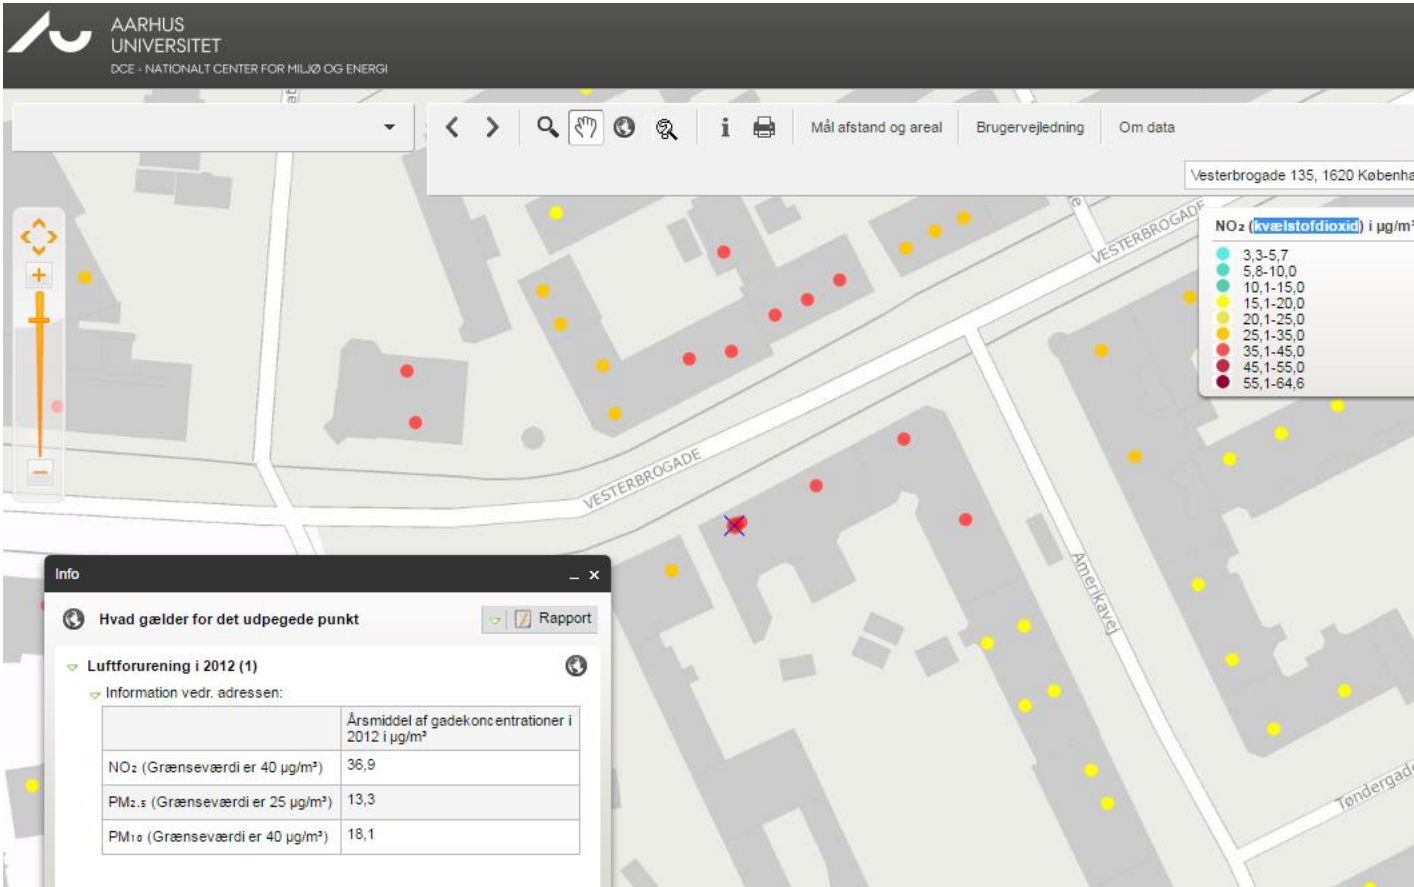 AARHUS
UNIVERSITET
DCE - NATIONALT CENTER FOR MILJØ OG ENERGI
Mål afstand og areal
Brugervejledning
Om data
Vesterbrogade 135, 1620 Københa
VESTERBROGADE
NO₂ (kvælstofdioxid) i µg/m³
3,3-5,7
5,8-10,0
10,1-15,0
15,1-20,0
20,1-25,0
25,1-35,0
35,1-45,0
45,1-55,0
55,1-64,6
VESTERBROGADE
Amerikavej
Tøndergade
Info
Hvad gælder for det udpegede punkt
Rapport
Luftforurening i 2012 (1)
Information vedr. adressen:
Årsmiddel af gadekoncentrationer i
2012 i µg/m³
NO₂ (Grænseværdi er 40 µg/m³) 36,9
PM₂.₅ (Grænseværdi er 25 µg/m³) 13,3
PM₁₀ (Grænseværdi er 40 µg/m³) 18,1